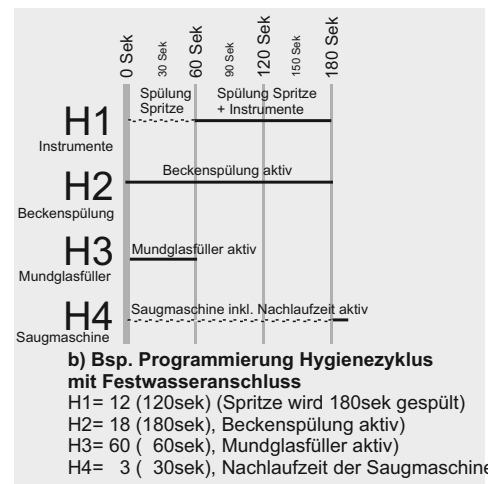 0 Sek
30 Sek
60 Sek
90 Sek
120 Sek
150 Sek
180 Sek
Spülung Spritze
Spülung Spritze + Instrumente
H1
Instrumente
Beckenspülung aktiv
H2
Beckenspülung
Mundglasfüller aktiv
H3
Mundglasfüller
Saugmaschine inkl. Nachlaufzeit aktiv
H4
Saugmaschine
b) Bsp. Programmierung Hygienezyklus
mit Festwasseranschluss
H1= 12 (120sek) (Spritze wird 180sek gespült)
H2= 18 (180sek), Beckenspülung aktiv)
H3= 60 ( 60sek), Mundglasfüller aktiv)
H4= 3 ( 30sek), Nachlaufzeit der Saugmaschine